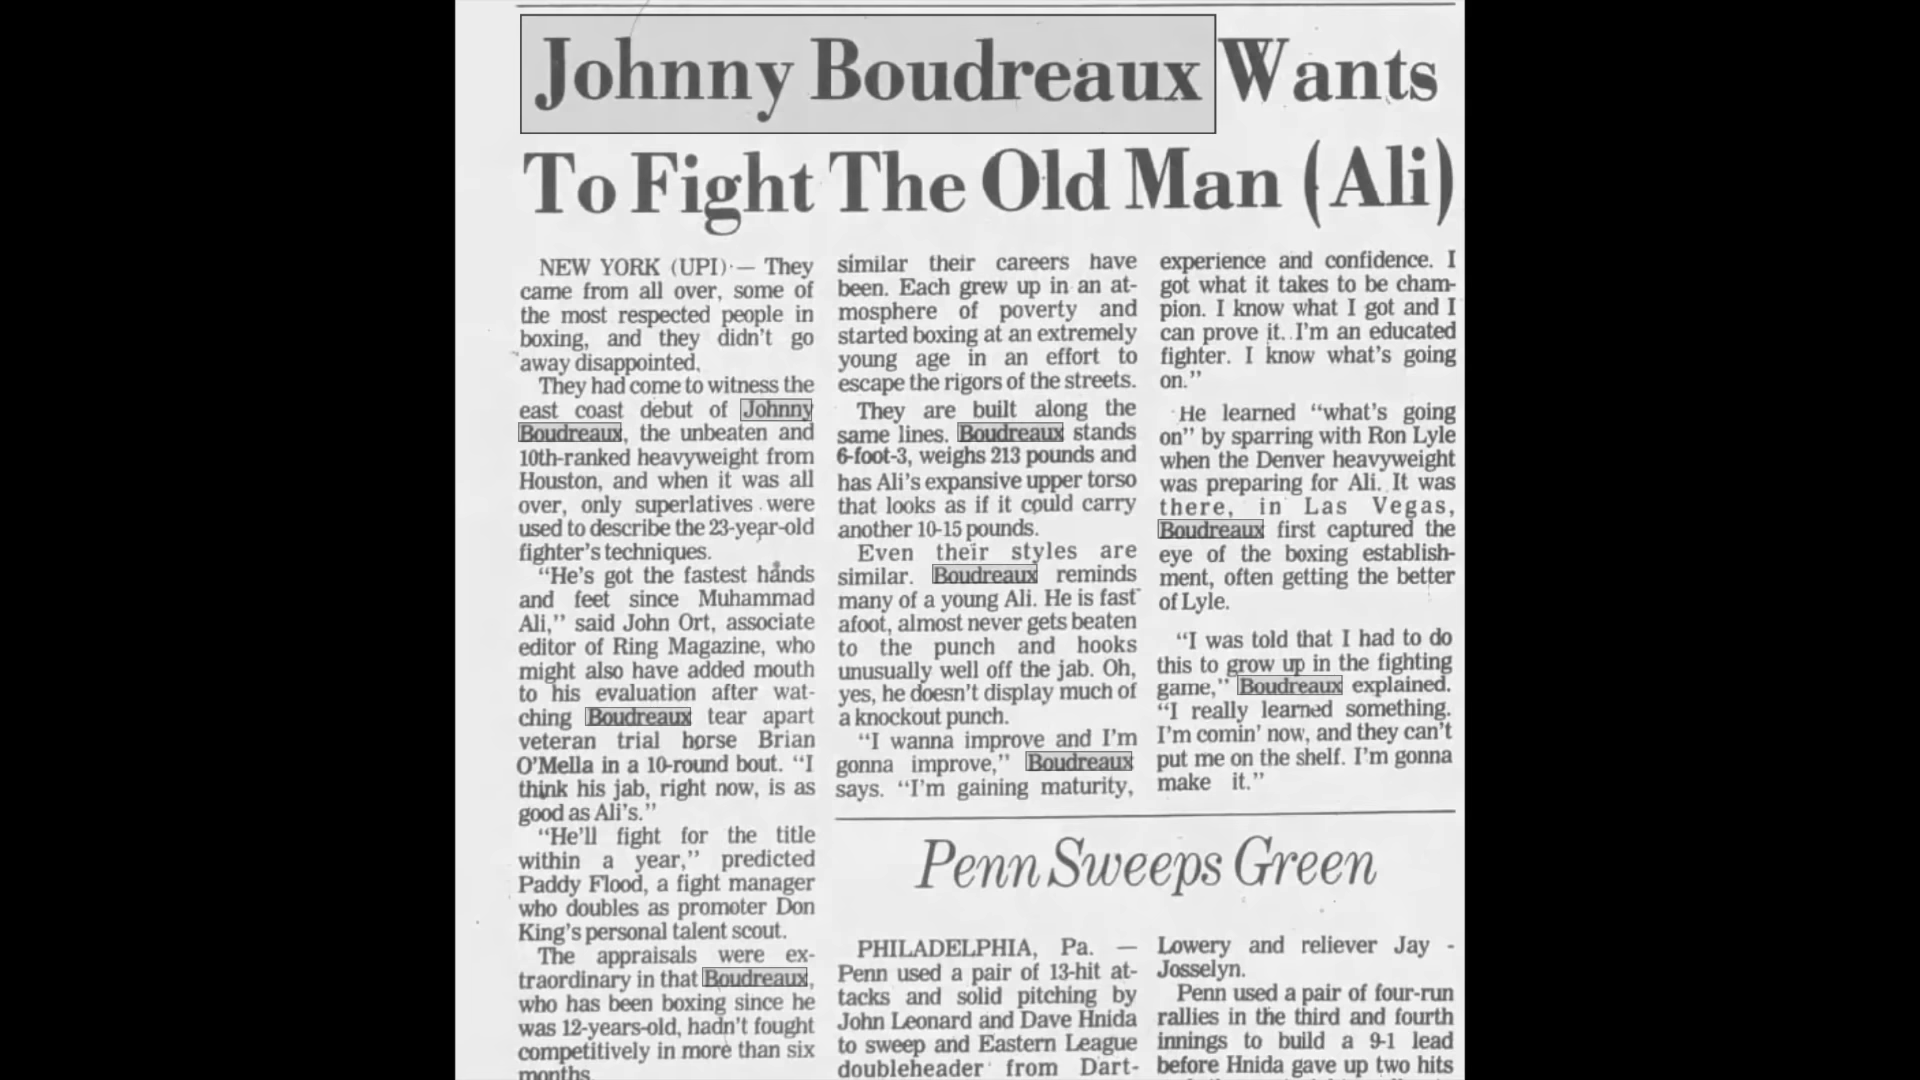 Johnny Boudreaux Wants
To Fight The Old Man (Ali)
NEW YORK (UPI) — They
came from all over, some of
the most respected people in
boxing, and they didn't go
away disappointed.
They had come to witness the
east coast debut of Johnny
Boudreaux, the unbeaten and
10th-ranked heavyweight from
Houston, and when it was all
over, only superlatives were
used to describe the 23-year-old
fighter's techniques.
"He's got the fastest hands
and feet since Muhammad
Ali," said John Ort, associate
editor of Ring Magazine, who
might also have added mouth
to his evaluation after wat-
ching Boudreaux tear apart
veteran trial horse Brian
O'Mella in a 10-round bout. "I
think his jab, right now, is as
good as Ali's."
"He'll fight for the title
within a year," predicted
Paddy Flood, a fight manager
who doubles as promoter Don
King's personal talent scout.
The appraisals were ex-
traordinary in that Boudreaux,
who has been boxing since he
was 12-years-old, hadn't fought
competitively in more than six
months.
similar their careers have
been. Each grew up in an at-
mosphere of poverty and
started boxing at an extremely
young age in an effort to
escape the rigors of the streets.
They are built along the
same lines. Boudreaux stands
6-foot-3, weighs 213 pounds and
has Ali's expansive upper torso
that looks as if it could carry
another 10-15 pounds.
Even their styles are
similar. Boudreaux reminds
many of a young Ali. He is fast
afoot, almost never gets beaten
to the punch and hooks
unusually well off the jab. Oh,
yes, he doesn't display much of
a knockout punch.
"I wanna improve and I'm
gonna improve," Boudreaux
says. "I'm gaining maturity,
experience and confidence. I
got what it takes to be cham-
pion. I know what I got and I
can prove it. I'm an educated
fighter. I know what's going
on."
He learned "what's going
on" by sparring with Ron Lyle
when the Denver heavyweight
was preparing for Ali. It was
there, in Las Vegas,
Boudreaux first captured the
eye of the boxing establish-
ment, often getting the better
of Lyle.
"I was told that I had to do
this to grow up in the fighting
game," Boudreaux explained.
"I really learned something.
I'm comin' now, and they can't
put me on the shelf. I'm gonna
make it."
Penn Sweeps Green
PHILADELPHIA, Pa. —
Penn used a pair of 13-hit at-
tacks and solid pitching by
John Leonard and Dave Hnida
to sweep and Eastern League
doubleheader from Dart-
Lowery and reliever Jay
Josselyn.
Penn used a pair of four-run
rallies in the third and fourth
innings to build a 9-1 lead
before Hnida gave up two hits